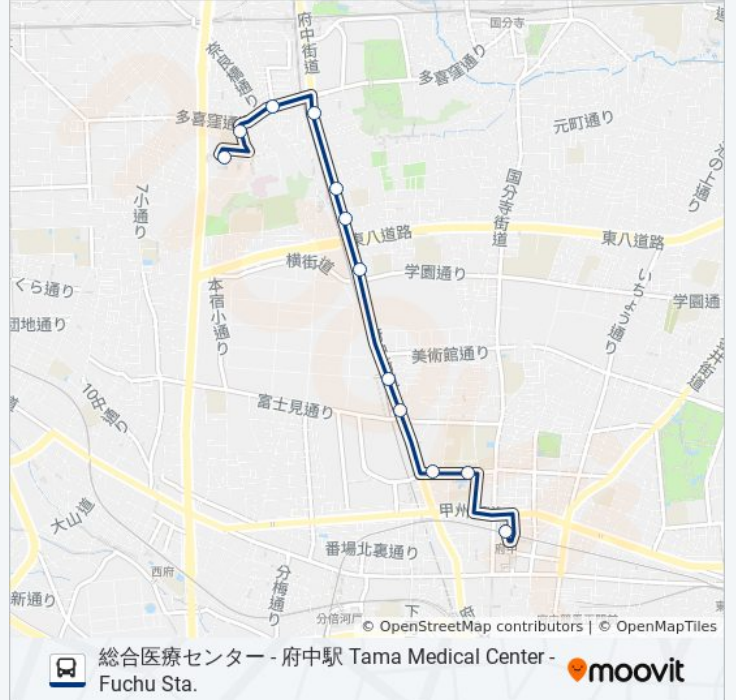 府中街道
国分寺
奈良橋通り
多喜窪通り
多喜窪通
元町通り
国分寺街道
7小通り
東八道路
東八道路
横街道
学園通り
くら通り
いちょう通り
本宿小通り
学園通
団地通り
美術館通り
富士見通り
大山道
甲州
府中
番場北裏通り
西府
分梅通り
新通り
分倍河原
下
© OpenStreetMap contributors | © OpenMapTiles
総合医療センター - 府中駅 Tama Medical Center -
Fuchu Sta.
moovit